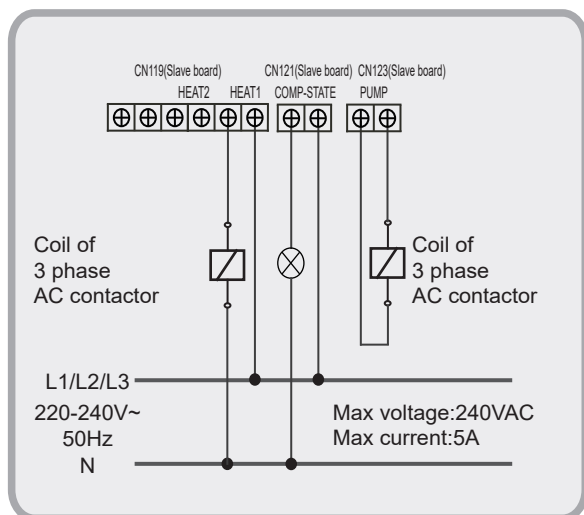 CN119(Slave board) CN121(Slave board) CN123(Slave board)
HEAT2 HEAT1 COMP-STATE PUMP
Coil of
3 phase
AC contactor
Coil of
3 phase
AC contactor
L1/L2/L3
220-240V~
50Hz
N
Max voltage:240VAC
Max current:5A